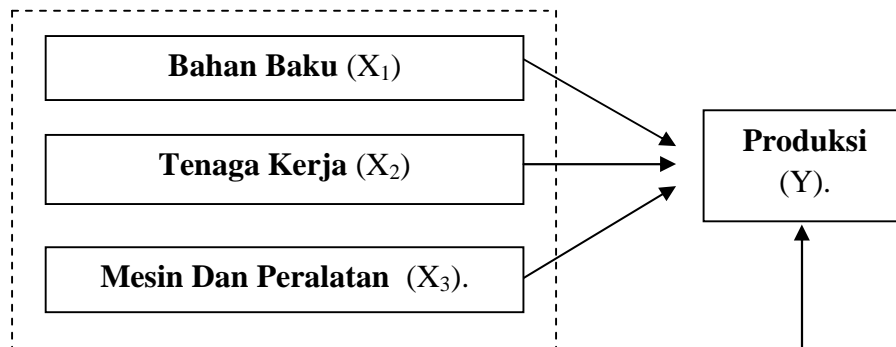 Bahan Baku (X₁)
Tenaga Kerja (X₂)
Mesin Dan Peralatan (X₃).
Produksi
(Y).